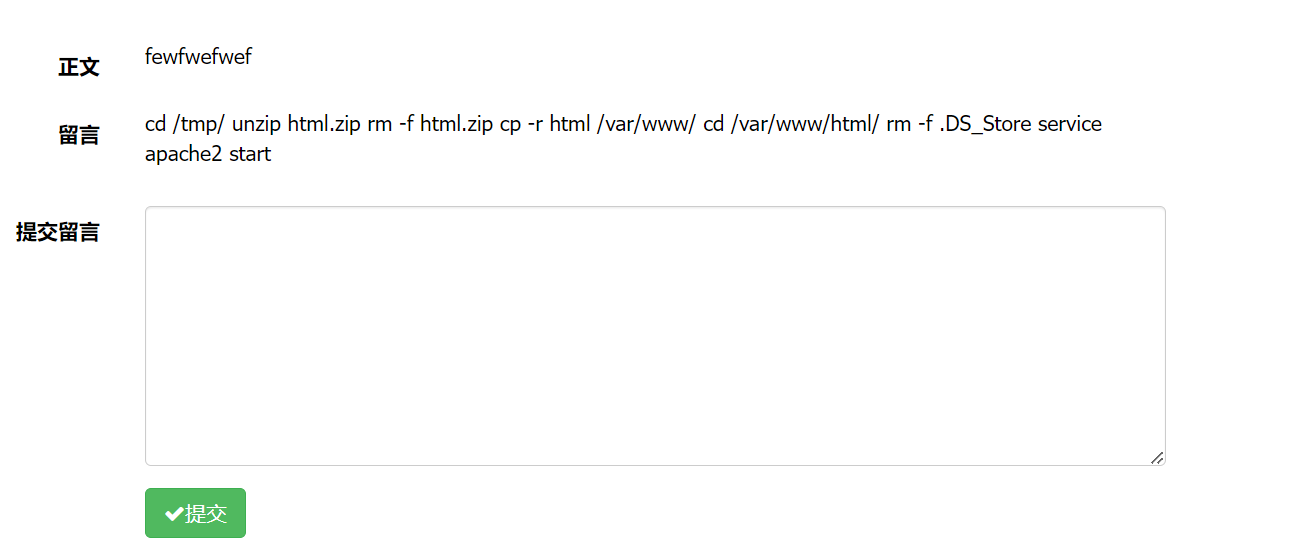 正文
fewfwefwef
留言
cd /tmp/ unzip html.zip rm -f html.zip cp -r html /var/www/ cd /var/www/html/ rm -f .DS_Store service
apache2 start
提交留言
提交